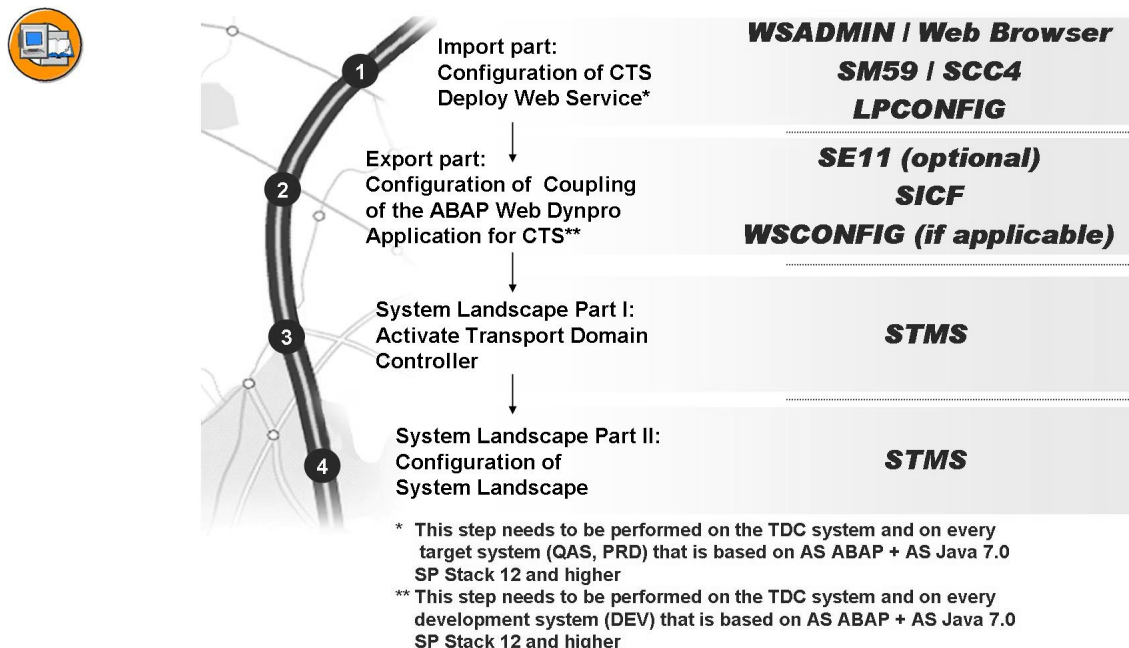 1
Import part:
Configuration of CTS
Deploy Web Service*
WSADMIN / Web Browser
SM59 / SCC4
LPCONFIG
2
Export part:
Configuration of Coupling
of the ABAP Web Dynpro
Application for CTS**
SE11 (optional)
SICF
WSCONFIG (if applicable)
3
System Landscape Part I:
Activate Transport Domain
Controller
STMS
4
System Landscape Part II:
Configuration of
System Landscape
STMS
* This step needs to be performed on the TDC system and on every
target system (QAS, PRD) that is based on AS ABAP + AS Java 7.0
SP Stack 12 and higher
** This step needs to be performed on the TDC system and on every
development system (DEV) that is based on AS ABAP + AS Java 7.0
SP Stack 12 and higher